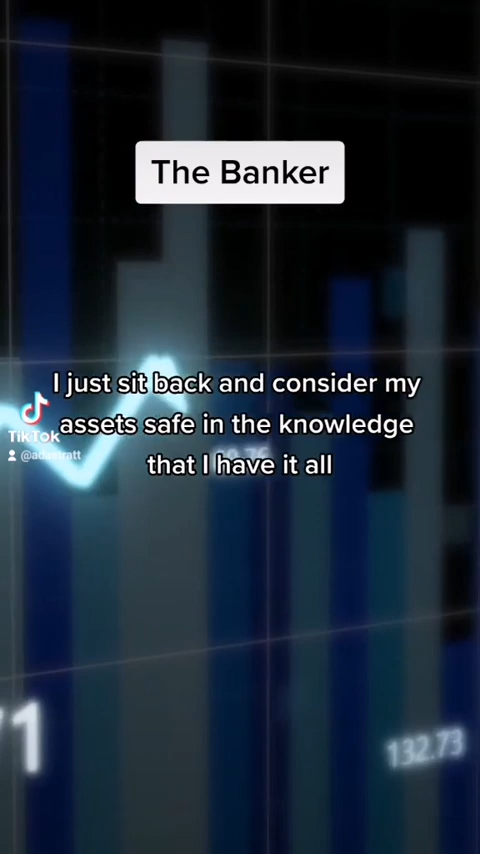 The Banker
I just sit back and consider my
assets safe in the knowledge
that I have it all
TikTok
132.73